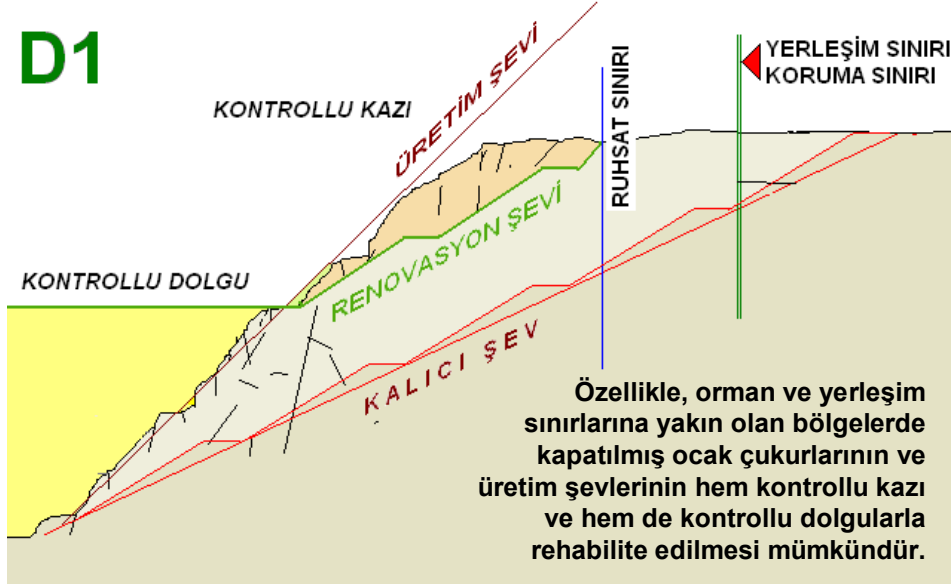 D1
KONTROLLU KAZI
ÜRETİM ŞEVİ
RUHSAT SINIRI
YERLEŞİM SINIRI
KORUMA SINIRI
KONTROLLU DOLGU
RENOVASYON ŞEVİ
KALICI ŞEV
Özellikle, orman ve yerleşim
sınırlarına yakın olan bölgelerde
kapatılmış ocak çukurlarının ve
üretim şevlerinin hem kontrollu kazı
ve hem de kontrollu dolgularla
rehabilite edilmesi mümkündür.